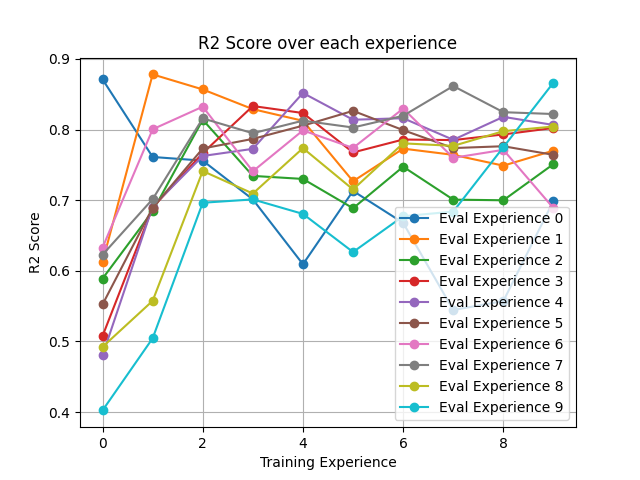 R2 Score over each experience
0.9
0.8
0.7
0.6
0.5
0.4
R2 Score
0
2
4
6
8
Training Experience
Eval Experience 0
Eval Experience 1
Eval Experience 2
Eval Experience 3
Eval Experience 4
Eval Experience 5
Eval Experience 6
Eval Experience 7
Eval Experience 8
Eval Experience 9